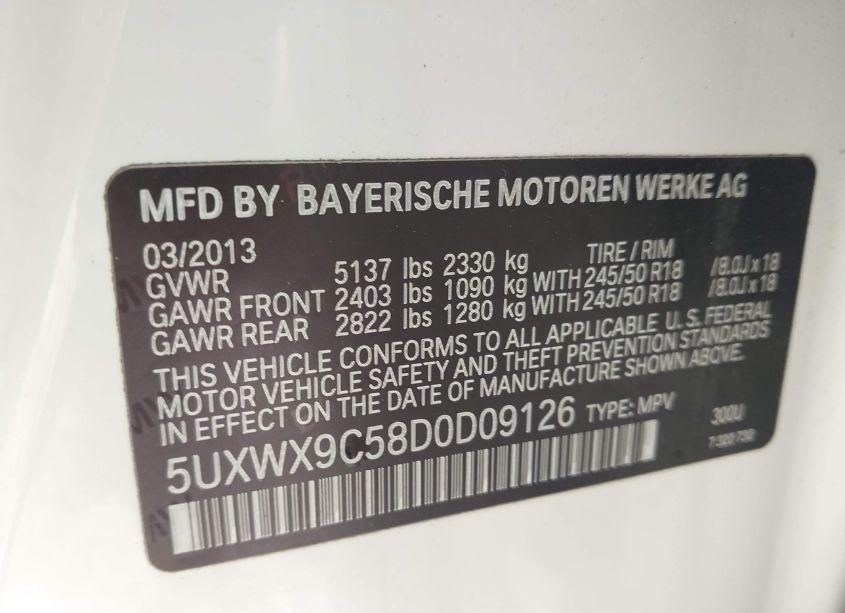 MFD BY BAYERISCHE MOTOREN WERKE AG
03/2013 TIRE / RIM
GVWR 5137 lbs 2330 kg
GAWR FRONT 2403 lbs 1090 kg WITH 245/50 R18 /8.0J x 18
GAWR REAR 2822 lbs 1280 kg WITH 245/50 R18 /8.0J x 18
THIS VEHICLE CONFORMS TO ALL APPLICABLE U.S. FEDERAL
MOTOR VEHICLE SAFETY AND THEFT PREVENTION STANDARDS
IN EFFECT ON THE DATE OF MANUFACTURE SHOWN ABOVE.
5UXWX9C58D0D09126 TYPE: MPV 300U